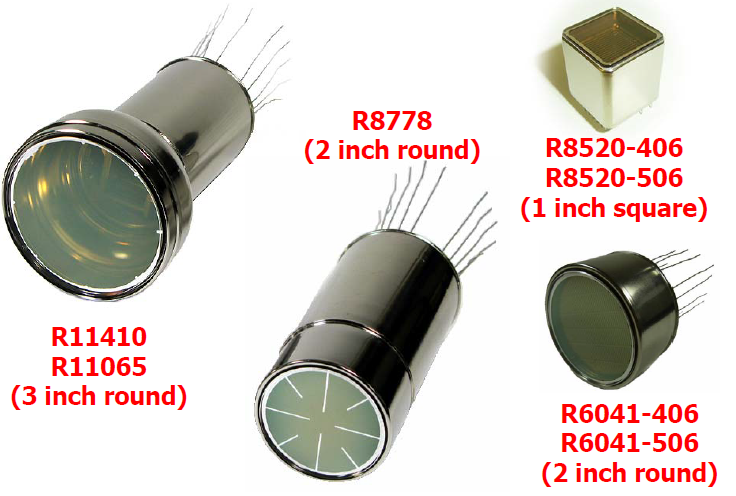 R8778
(2 inch round)
R8520-406
R8520-506
(1 inch square)
R11410
R11065
(3 inch round)
R6041-406
R6041-506
(2 inch round)